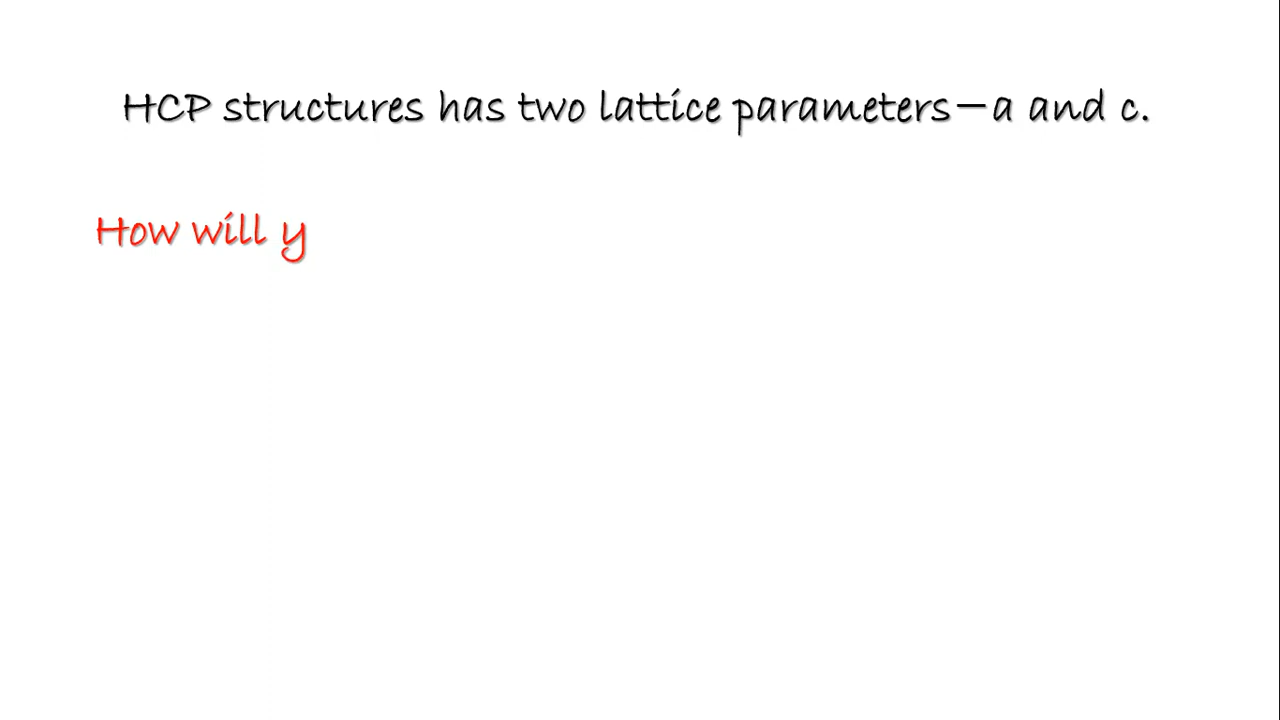 HCP structures has two lattice parameters—a and c.
How will y